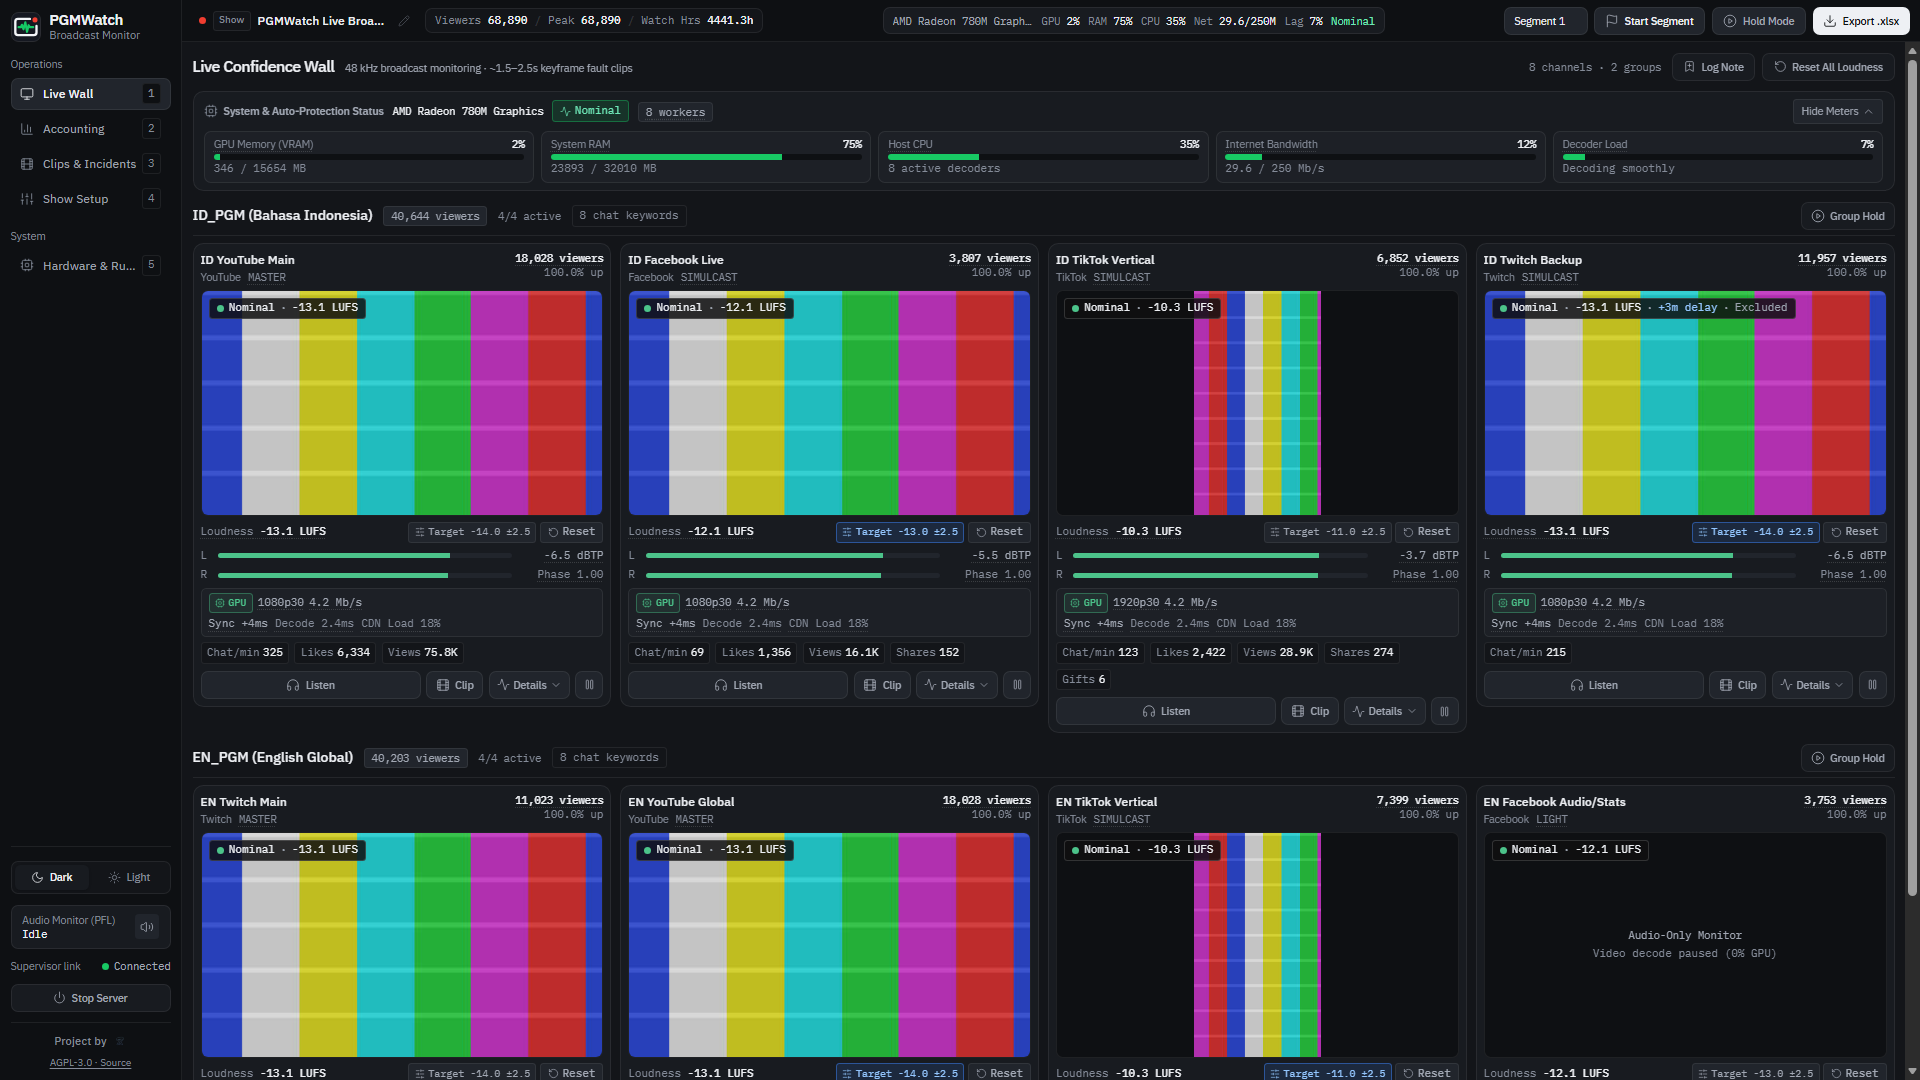 PGMWatch
Broadcast Monitor
Operations
Live Wall 1
Accounting 2
Clips & Incidents 3
Show Setup 4
System
Hardware & Ru... 5
Dark Light
Audio Monitor (PFL)
Idle
Supervisor link Connected
Stop Server
Project by
AGPL-3.0 · Source
Show PGMWatch Live Broa... Viewers 68,890 / Peak 68,890 / Watch Hrs 4441.3h AMD Radeon 780M Graph... GPU 2% RAM 75% CPU 35% Net 29.6/250M Lag 7% Nominal Segment 1 Start Segment Hold Mode Export .xlsx
Live Confidence Wall 48 kHz broadcast monitoring · ~1.5–2.5s keyframe fault clips 8 channels · 2 groups Log Note Reset All Loudness
System & Auto-Protection Status AMD Radeon 780M Graphics Nominal 8 workers Hide Meters
GPU Memory (VRAM) 2% System RAM 75% Host CPU 35% Internet Bandwidth 12% Decoder Load 7%
346 / 15654 MB 23893 / 32010 MB 8 active decoders 29.6 / 250 Mb/s Decoding smoothly
ID_PGM (Bahasa Indonesia) 40,644 viewers 4/4 active 8 chat keywords Group Hold
ID YouTube Main 18,028 viewers
YouTube MASTER 100.0% up
Nominal · -13.1 LUFS
Loudness -13.1 LUFS Target -14.0 ±2.5 Reset
L -6.5 dBTP
R Phase 1.00
GPU 1080p30 4.2 Mb/s
Sync +4ms Decode 2.4ms CDN Load 18%
Chat/min 325 Likes 6,334 Views 75.8K
Listen Clip Details
ID Facebook Live 3,807 viewers
Facebook SIMULCAST 100.0% up
Nominal · -12.1 LUFS
Loudness -12.1 LUFS Target -13.0 ±2.5 Reset
L -5.5 dBTP
R Phase 1.00
GPU 1080p30 4.2 Mb/s
Sync +4ms Decode 2.4ms CDN Load 18%
Chat/min 69 Likes 1,356 Views 16.1K Shares 152
Listen Clip Details
ID TikTok Vertical 6,852 viewers
TikTok SIMULCAST 100.0% up
Nominal · -10.3 LUFS
Loudness -10.3 LUFS Target -11.0 ±2.5 Reset
L -3.7 dBTP
R Phase 1.00
GPU 1920p30 4.2 Mb/s
Sync +4ms Decode 2.4ms CDN Load 18%
Chat/min 123 Likes 2,422 Views 28.9K Shares 274
Gifts 6
Listen Clip Details
ID Twitch Backup 11,957 viewers
Twitch SIMULCAST 100.0% up
Nominal · -13.1 LUFS · +3m delay · Excluded
Loudness -13.1 LUFS Target -14.0 ±2.5 Reset
L -6.5 dBTP
R Phase 1.00
GPU 1080p30 4.2 Mb/s
Sync +4ms Decode 2.4ms CDN Load 18%
Chat/min 215
Listen Clip Details
EN_PGM (English Global) 40,203 viewers 4/4 active 8 chat keywords Group Hold
EN Twitch Main 11,023 viewers
Twitch MASTER 100.0% up
Nominal · -13.1 LUFS
Loudness -13.1 LUFS Target -14.0 ±2.5 Reset
EN YouTube Global 18,028 viewers
YouTube MASTER 100.0% up
Nominal · -13.1 LUFS
Loudness -13.1 LUFS Target -14.0 ±2.5 Reset
EN TikTok Vertical 7,399 viewers
TikTok SIMULCAST 100.0% up
Nominal · -10.3 LUFS
Loudness -10.3 LUFS Target -11.0 ±2.5 Reset
EN Facebook Audio/Stats 3,753 viewers
Facebook LIGHT 100.0% up
Nominal · -12.1 LUFS
Audio-Only Monitor
Video decode paused (0% GPU)
Loudness -12.1 LUFS Target -13.0 ±2.5 Reset